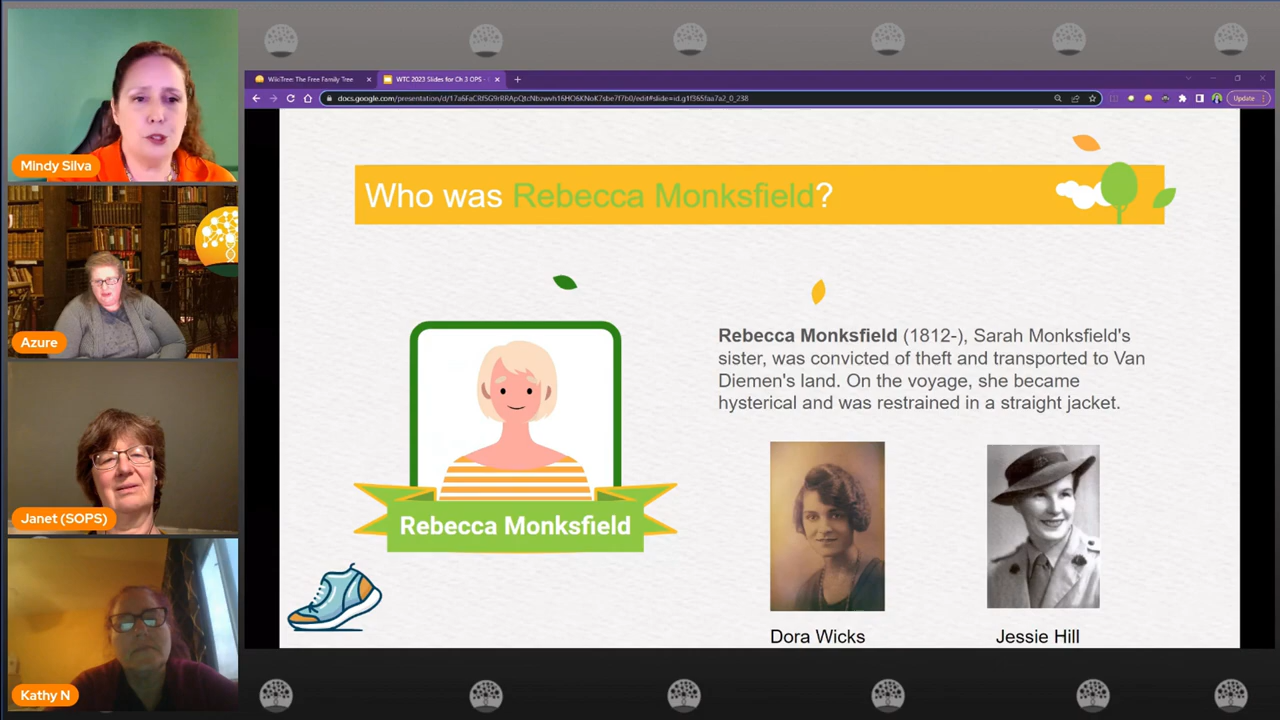 Mindy Silva
Azure
Janet (SOPS)
Kathy N
WikiTree: The Free Family Tree
WTC 2023 Slides for Ch 3 OPS -
Update
Who was Rebecca Monksfield?
Rebecca Monksfield (1812-), Sarah Monksfield's
sister, was convicted of theft and transported to Van
Diemen's land. On the voyage, she became
hysterical and was restrained in a straight jacket.
Rebecca Monksfield
Dora Wicks
Jessie Hill